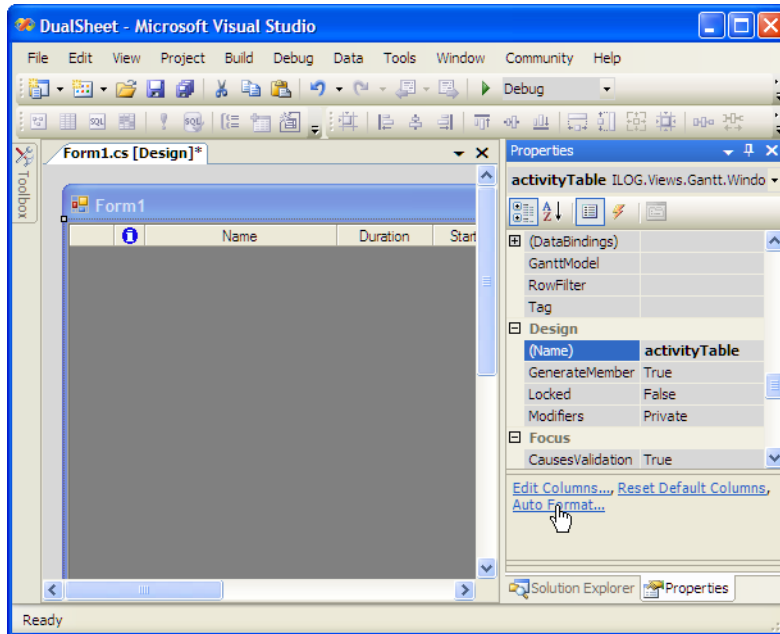 DualSheet - Microsoft Visual Studio
File Edit View Project Build Debug Data Tools Window Community Help
Debug
SQL SQL
Form1.cs [Design]*
Properties
Toolbox
activityTable ILOG.Views.Gantt.Windo
Form1
Name Duration Start
(DataBindings)
GanttModel
RowFilter
Tag
Design
(Name) activityTable
GenerateMember True
Locked False
Modifiers Private
Focus
CausesValidation True
Edit Columns..., Reset Default Columns,
Auto Format...
Solution Explorer Properties
Ready